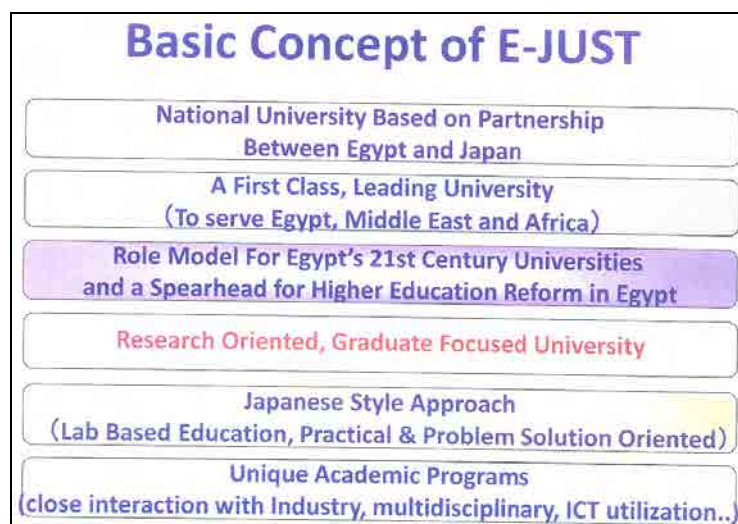 Basic Concept of E-JUST
National University Based on Partnership
Between Egypt and Japan
A First Class, Leading University
(To serve Egypt, Middle East and Africa)
Role Model For Egypt's 21st Century Universities
and a Spearhead for Higher Education Reform in Egypt
Research Oriented, Graduate Focused University
Japanese Style Approach
(Lab Based Education, Practical & Problem Solution Oriented)
Unique Academic Programs
(close interaction with Industry, multidisciplinary, ICT utilization..)